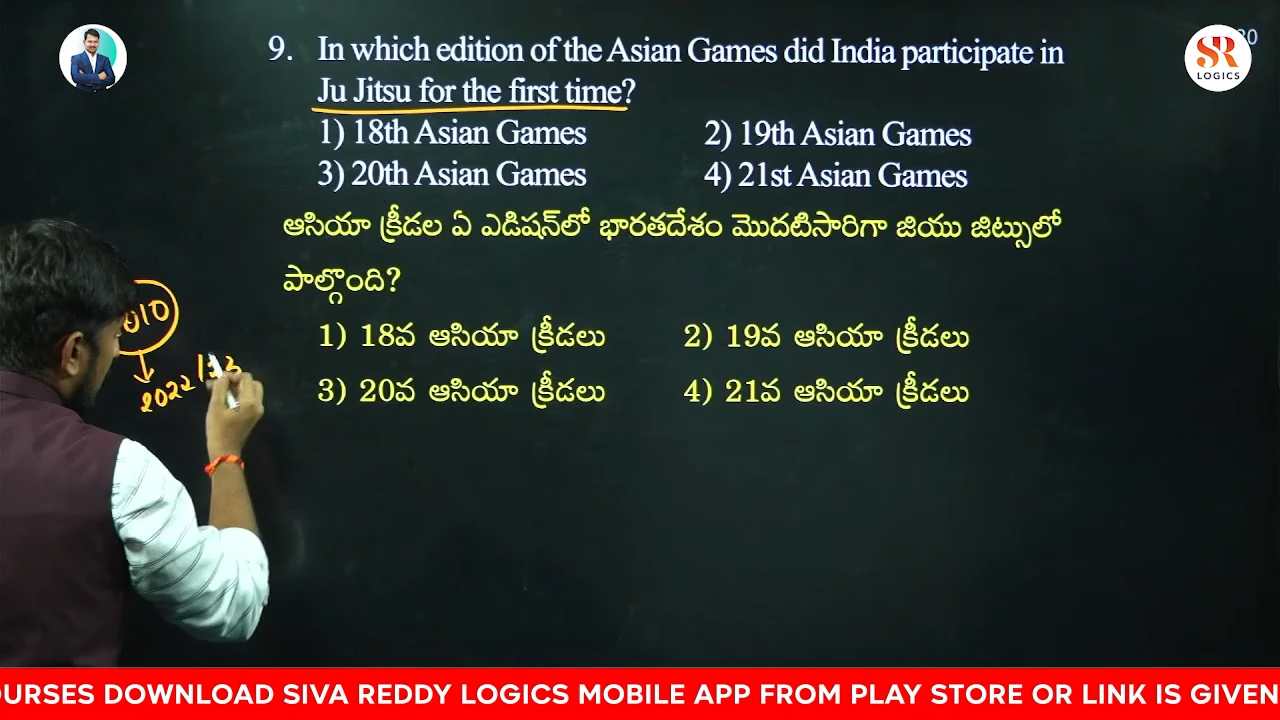 SR
LOGICS
9. In which edition of the Asian Games did India participate in
Ju Jitsu for the first time?
1) 18th Asian Games 2) 19th Asian Games
3) 20th Asian Games 4) 21st Asian Games
ఆసియా క్రీడల ఏ ఎడిషన్‌లో భారతదేశం మొదటిసారిగా జియు జిట్సులో
పాల్గొంది?
1) 18వ ఆసియా క్రీడలు 2) 19వ ఆసియా క్రీడలు
3) 20వ ఆసియా క్రీడలు 4) 21వ ఆసియా క్రీడలు
2022
OURSES DOWNLOAD SIVA REDDY LOGICS MOBILE APP FROM PLAY STORE OR LINK IS GIVEN